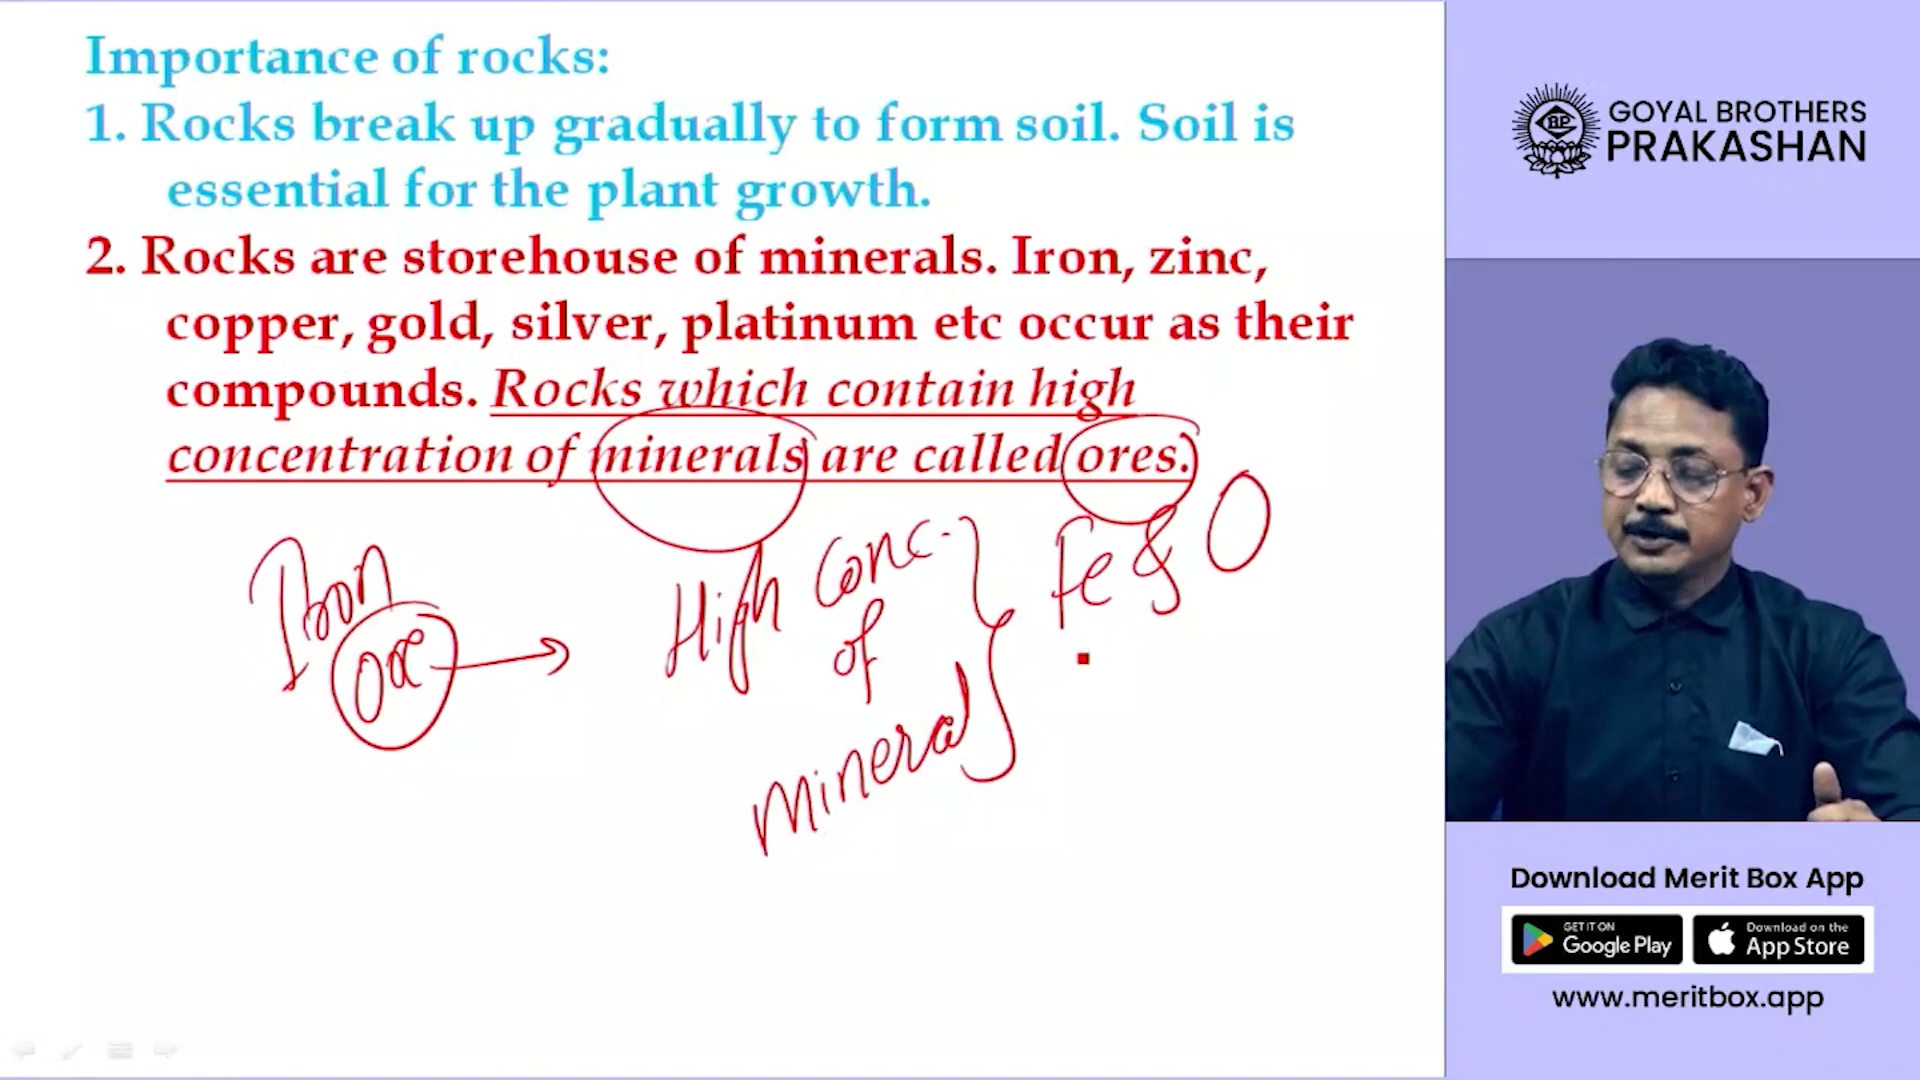 Importance of rocks:
1. Rocks break up gradually to form soil. Soil is
essential for the plant growth.
2. Rocks are storehouse of minerals. Iron, zinc,
copper, gold, silver, platinum etc occur as their
compounds. Rocks which contain high
concentration of minerals are called ores.
Iron
ore
High Conc.
of
mineral
Fe & O
GOYAL BROTHERS
PRAKASHAN
BP
Download Merit Box App
GET IT ON
Google Play
Download on the
App Store
www.meritbox.app